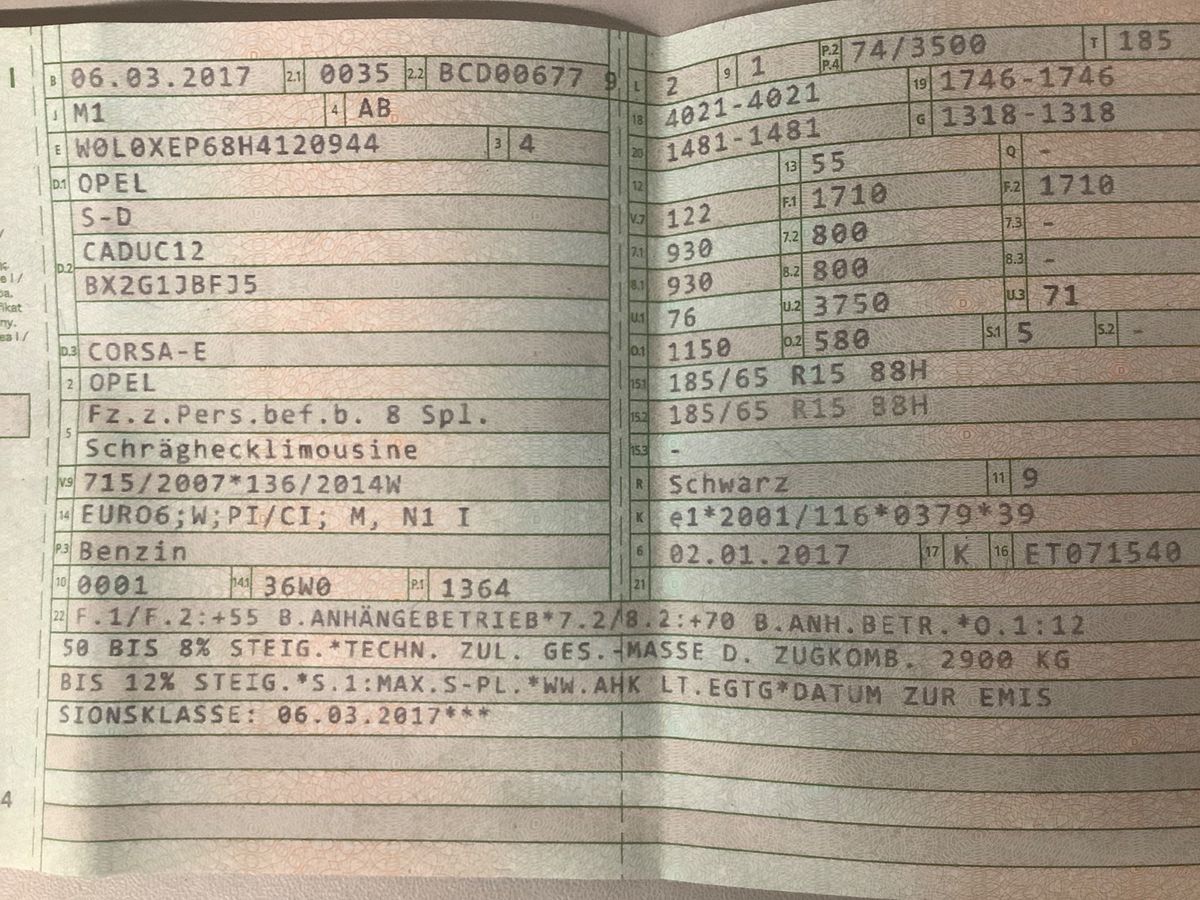 B 06.03.2017 2.1 0035 2.2 BCD00677 9
J M1 4 AB
E W0L0XEP68H4120944 3 4
D.1 OPEL
D.2 S-D
CADUC12
BX2G1JBFJ5
D.3 CORSA-E
2 OPEL
5 Fz.z.Pers.bef.b. 8 Spl.
Schräghecklimousine
V.9 715/2007*136/2014W
14 EURO6;W;PI/CI; M, N1 I
P.3 Benzin
10 0001 14.1 36W0 P.1 1364
L 2 9 1 P.2 P.4 74/3500 T 185
18 4021-4021 19 1746-1746
20 1481-1481 G 1318-1318
12 13 55 Q -
V.7 122 F.1 1710 F.2 1710
7.1 930 7.2 800 7.3 -
8.1 930 8.2 800 8.3 -
U.1 76 U.2 3750 U.3 71
O.1 1150 O.2 580 S.1 5 S.2 -
15.1 185/65 R15 88H
15.2 185/65 R15 88H
15.3 -
R Schwarz 11 9
K e1*2001/116*0379*39
6 02.01.2017 17 K 16 ET071540
21
22 F.1/F.2:+55 B.ANHÄNGEBETRIEB*7.2/8.2:+70 B.ANH.BETR.*O.1:12
50 BIS 8% STEIG.*TECHN. ZUL. GES.-MASSE D. ZUGKOMB. 2900 KG
BIS 12% STEIG.*S.1:MAX.S-PL.*WW.AHK LT.EGTG*DATUM ZUR EMIS
SIONSKLASSE: 06.03.2017***